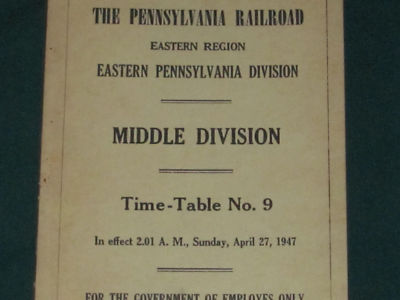 THE PENNSYLVANIA RAILROAD
EASTERN REGION
EASTERN PENNSYLVANIA DIVISION
MIDDLE DIVISION
Time-Table No. 9
In effect 2.01 A. M., Sunday, April 27, 1947
FOR THE GOVERNMENT OF EMPLOYES ONLY